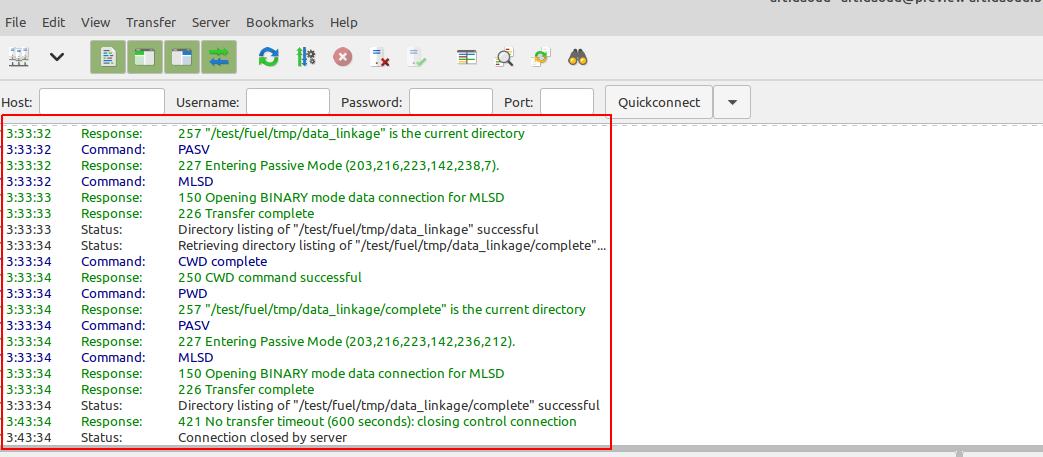 File Edit View Transfer Server Bookmarks Help
Host: Username: Password: Port: Quickconnect
3:33:32 Response: 257 "/test/fuel/tmp/data_linkage" is the current directory
3:33:32 Command: PASV
3:33:32 Response: 227 Entering Passive Mode (203,216,223,142,238,7).
3:33:32 Command: MLSD
3:33:33 Response: 150 Opening BINARY mode data connection for MLSD
3:33:33 Response: 226 Transfer complete
3:33:33 Status: Directory listing of "/test/fuel/tmp/data_linkage" successful
3:33:34 Status: Retrieving directory listing of "/test/fuel/tmp/data_linkage/complete"...
3:33:34 Command: CWD complete
3:33:34 Response: 250 CWD command successful
3:33:34 Command: PWD
3:33:34 Response: 257 "/test/fuel/tmp/data_linkage/complete" is the current directory
3:33:34 Command: PASV
3:33:34 Response: 227 Entering Passive Mode (203,216,223,142,236,212).
3:33:34 Command: MLSD
3:33:34 Response: 150 Opening BINARY mode data connection for MLSD
3:33:34 Response: 226 Transfer complete
3:33:34 Status: Directory listing of "/test/fuel/tmp/data_linkage/complete" successful
3:43:34 Response: 421 No transfer timeout (600 seconds): closing control connection
3:43:34 Status: Connection closed by server